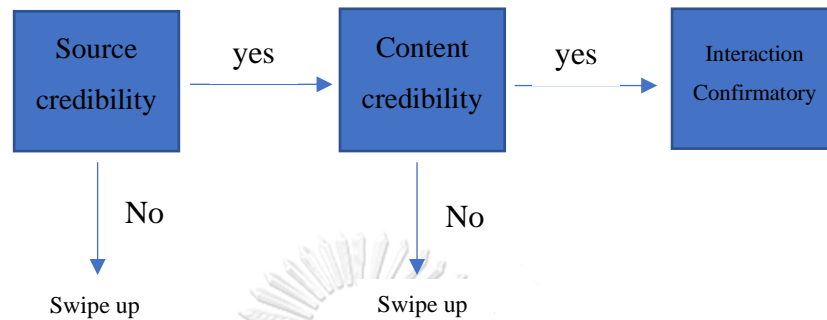 Source
credibility
yes
Content
credibility
yes
Interaction
Confirmatory
No
No
Swipe up
Swipe up